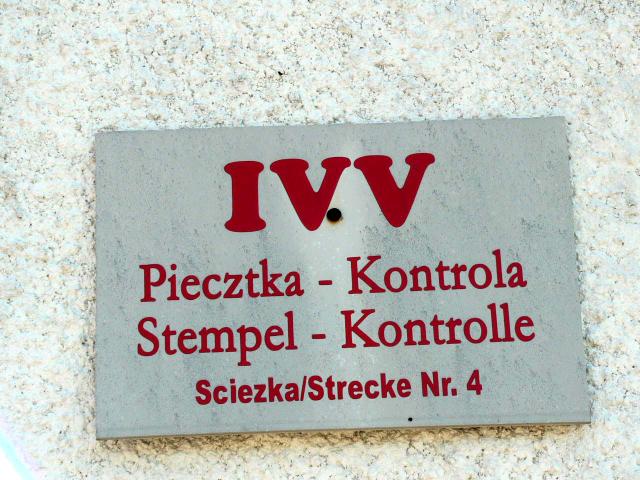 IVV
Piecztka - Kontrola
Stempel - Kontrolle
Sciezka/Strecke Nr. 4